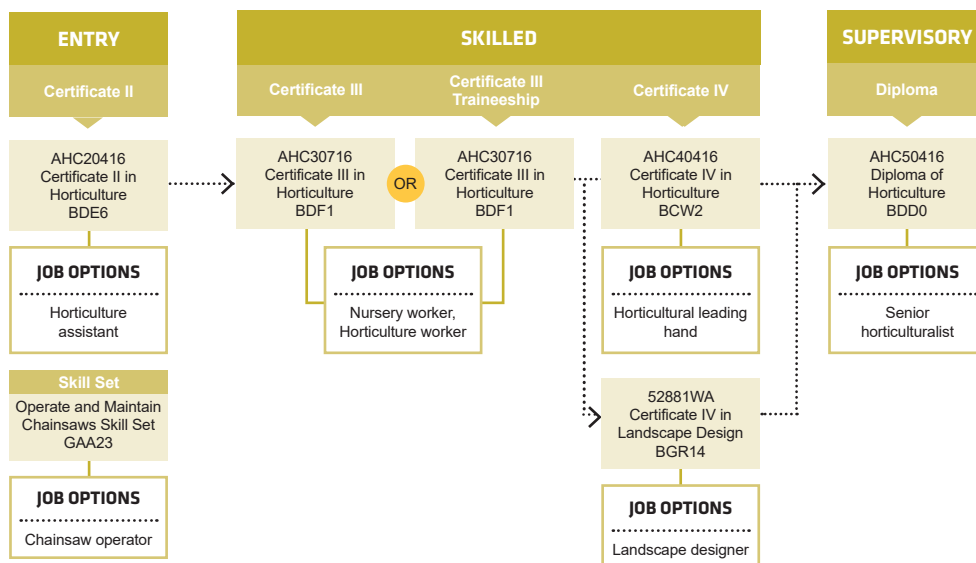 ENTRY
Certificate II
AHC20416
Certificate II in
Horticulture
BDE6
JOB OPTIONS
Horticulture
assistant
Skill Set
Operate and Maintain
Chainsaws Skill Set
GAA23
JOB OPTIONS
Chainsaw operator
SKILLED
Certificate III
Certificate III
Traineeship
Certificate IV
AHC30716
Certificate III in
Horticulture
BDF1
OR
AHC30716
Certificate III in
Horticulture
BDF1
JOB OPTIONS
Nursery worker,
Horticulture worker
AHC40416
Certificate IV in
Horticulture
BCW2
JOB OPTIONS
Horticultural leading
hand
52881WA
Certificate IV in
Landscape Design
BGR14
JOB OPTIONS
Landscape designer
SUPERVISORY
Diploma
AHC50416
Diploma of
Horticulture
BDD0
JOB OPTIONS
Senior
horticulturalist